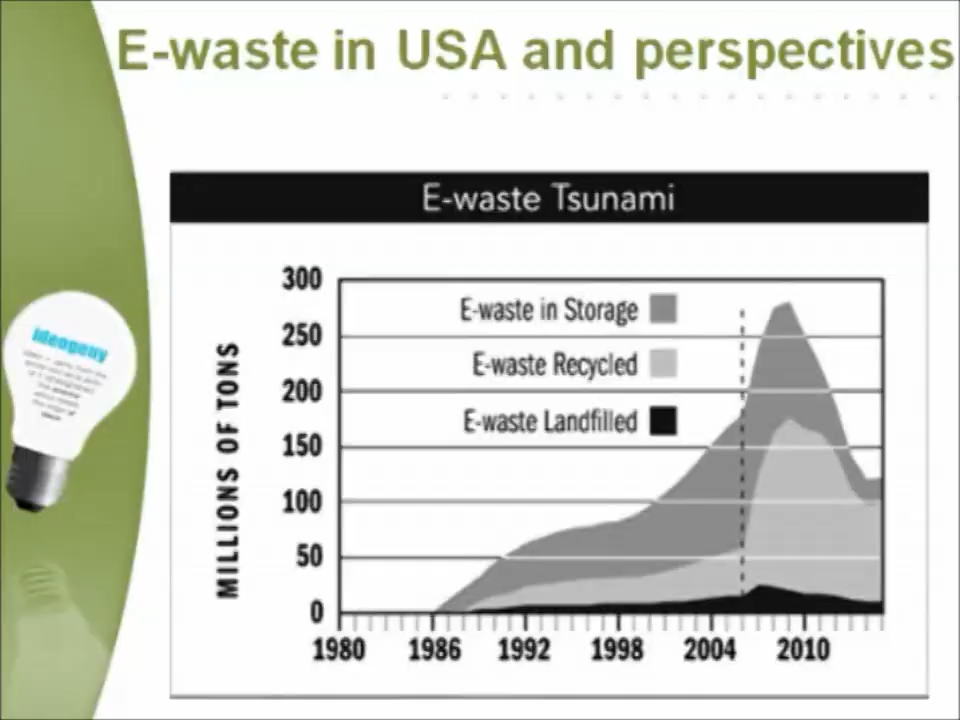 E-waste in USA and perspectives
E-waste Tsunami
300
250
200
150
100
50
0
MILLIONS OF TONS
E-waste in Storage
E-waste Recycled
E-waste Landfilled
1980 1986 1992 1998 2004 2010
ideogeny